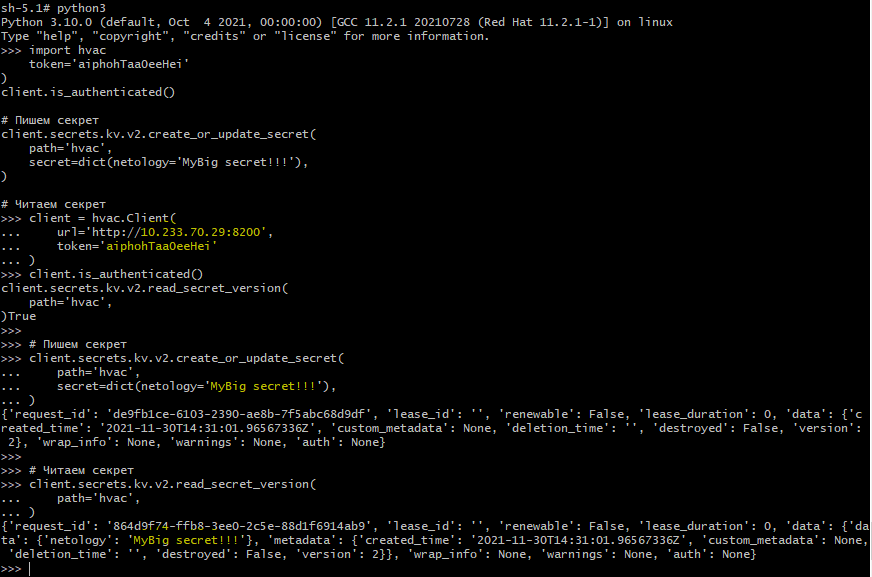 sh-5.1# python3
Python 3.10.0 (default, Oct  4 2021, 00:00:00) [GCC 11.2.1 20210728 (Red Hat 11.2.1-1)] on linux
Type "help", "copyright", "credits" or "license" for more information.
>>> import hvac
    token='aiphohTaa0eeHei'
)
client.is_authenticated()
# Пишем секрет
client.secrets.kv.v2.create_or_update_secret(
    path='hvac',
    secret=dict(netology='MyBig secret!!!'),
)
# Читаем секрет
>>> client = hvac.Client(
...     url='http://10.233.70.29:8200',
...     token='aiphohTaa0eeHei'
... )
>>> client.is_authenticated()
client.secrets.kv.v2.read_secret_version(
    path='hvac',
)True
>>>
>>> # Пишем секрет
>>> client.secrets.kv.v2.create_or_update_secret(
...     path='hvac',
...     secret=dict(netology='MyBig secret!!!'),
... )
{'request_id': 'de9fb1ce-6103-2390-ae8b-7f5abc68d9df', 'lease_id': '', 'renewable': False, 'lease_duration': 0, 'data': {'c
reated_time': '2021-11-30T14:31:01.96567336Z', 'custom_metadata': None, 'deletion_time': '', 'destroyed': False, 'version':
 2}, 'wrap_info': None, 'warnings': None, 'auth': None}
>>>
>>> # Читаем секрет
>>> client.secrets.kv.v2.read_secret_version(
...     path='hvac',
... )
{'request_id': '864d9f74-ffb8-3ee0-2c5e-88d1f6914ab9', 'lease_id': '', 'renewable': False, 'lease_duration': 0, 'data': {'da
ta': {'netology': 'MyBig secret!!!'}, 'metadata': {'created_time': '2021-11-30T14:31:01.96567336Z', 'custom_metadata': None,
 'deletion_time': '', 'destroyed': False, 'version': 2}}, 'wrap_info': None, 'warnings': None, 'auth': None}
>>>